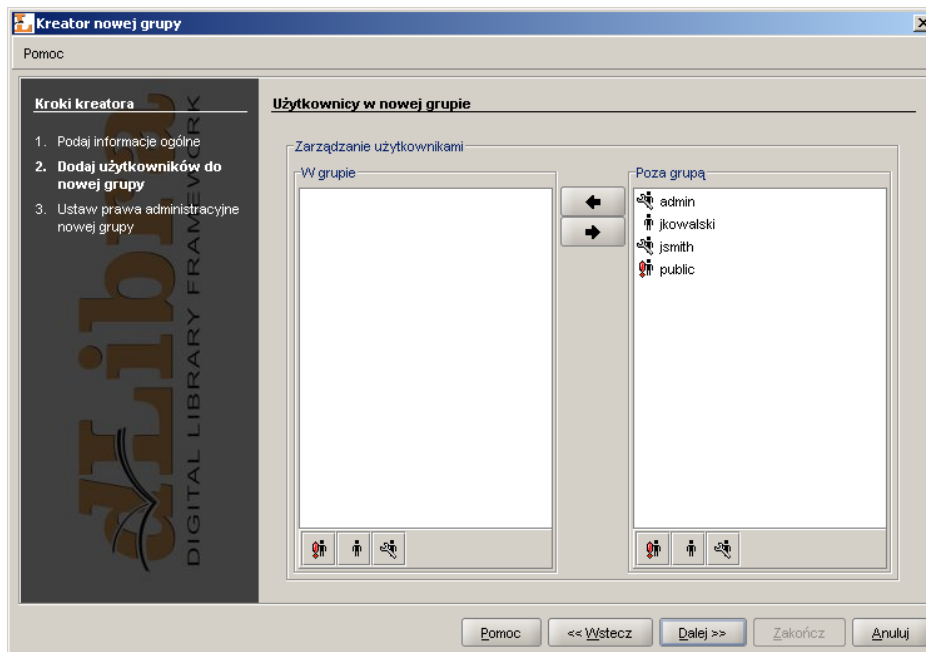 Kreator nowej grupy
Pomoc
Kroki kreatora
1. Podaj informacje ogólne
2. Dodaj użytkowników do
nowej grupy
3. Ustaw prawa administracyjne
nowej grupy
dLibra
DIGITAL LIBRARY FRAMEWORK
Użytkownicy w nowej grupie
Zarządzanie użytkownikami
W grupie
Poza grupą
admin
jkowalski
jsmith
public
Pomoc
<< Wstecz
Dalej >>
Zakończ
Anuluj